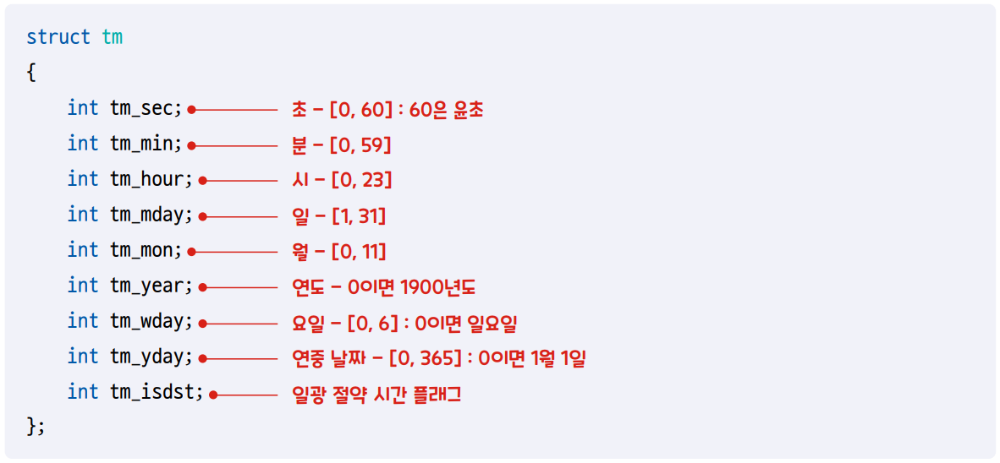 struct tm
{
int tm_sec; 초 - [0, 60] : 60은 윤초
int tm_min; 분 - [0, 59]
int tm_hour; 시 - [0, 23]
int tm_mday; 일 - [1, 31]
int tm_mon; 월 - [0, 11]
int tm_year; 연도 - 0이면 1900년도
int tm_wday; 요일 - [0, 6] : 0이면 일요일
int tm_yday; 연중 날짜 - [0, 365] : 0이면 1월 1일
int tm_isdst; 일광 절약 시간 플래그
};